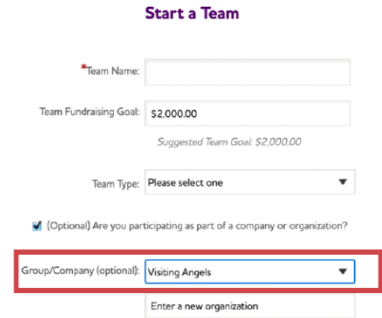 Start a Team
*Team Name:
Team Fundraising Goal: $2,000.00
Suggested Team Goal: $2,000.00
Team Type: Please select one
(Optional) Are you participating as part of a company or organization?
Group/Company (optional): Visiting Angels
Enter a new organization